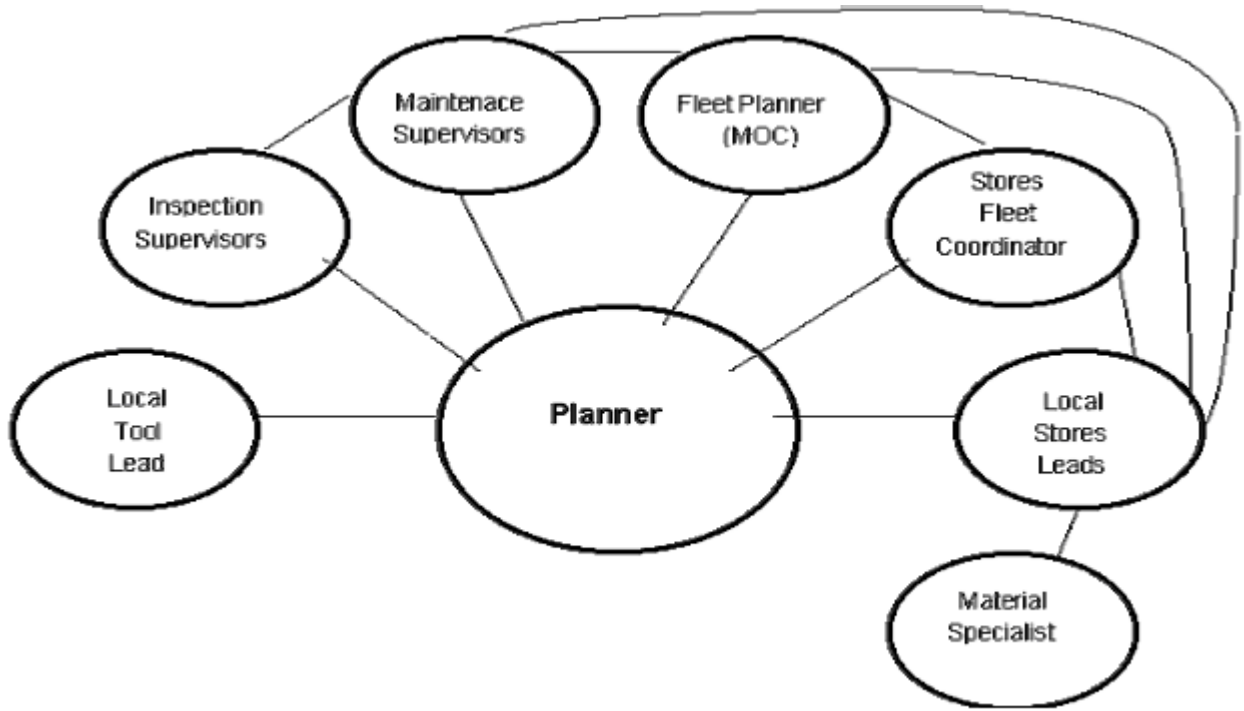 Maintenace
Supervisors
Fleet Planner
(MOC)
Inspection
Supervisors
Stores
Fleet
Coordinator
Local
Tool
Lead
Planner
Local
Stores
Leads
Material
Specialist